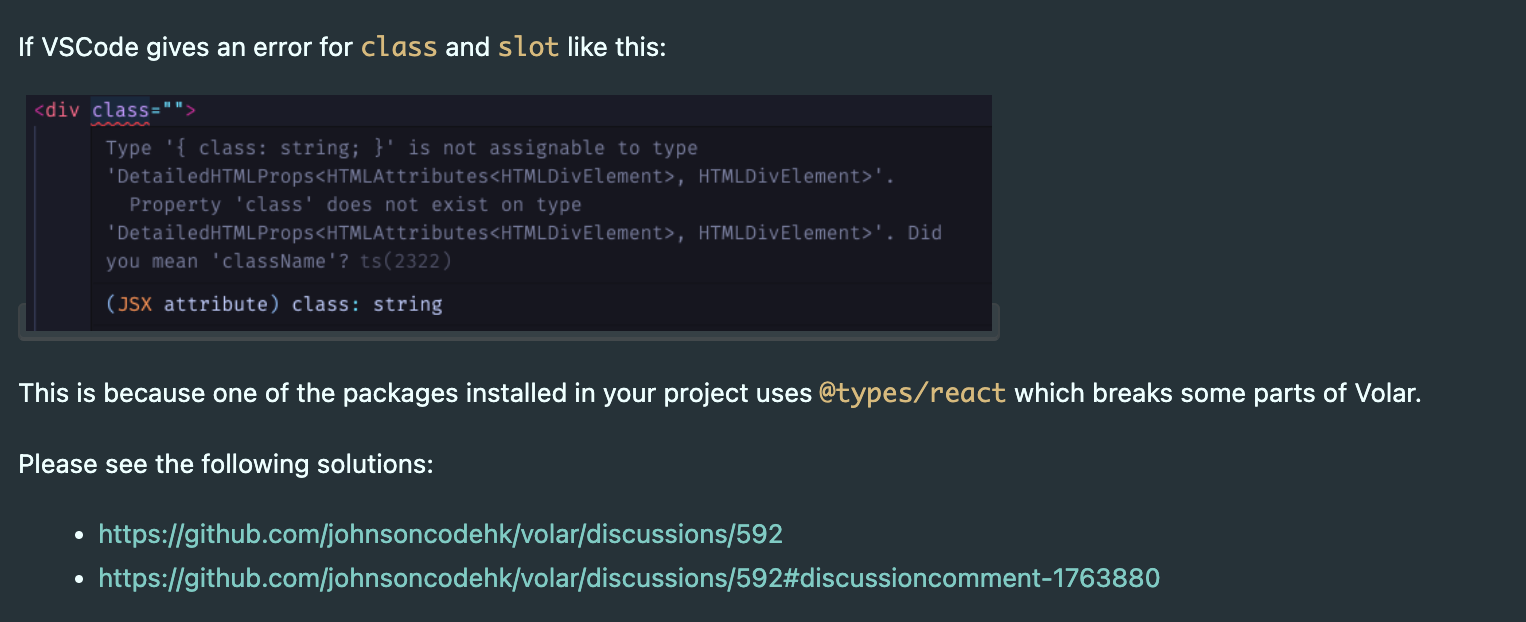 If VSCode gives an error for class and slot like this:
<div class="">
Type '{ class: string; }' is not assignable to type
'DetailedHTMLProps<HTMLAttributes<HTMLDivElement>, HTMLDivElement>'.
Property 'class' does not exist on type
'DetailedHTMLProps<HTMLAttributes<HTMLDivElement>, HTMLDivElement>'. Did
you mean 'className'? ts(2322)
(JSX attribute) class: string
This is because one of the packages installed in your project uses @types/react which breaks some parts of Volar.
Please see the following solutions:
• https://github.com/johnsoncodehk/volar/discussions/592
• https://github.com/johnsoncodehk/volar/discussions/592#discussioncomment-1763880